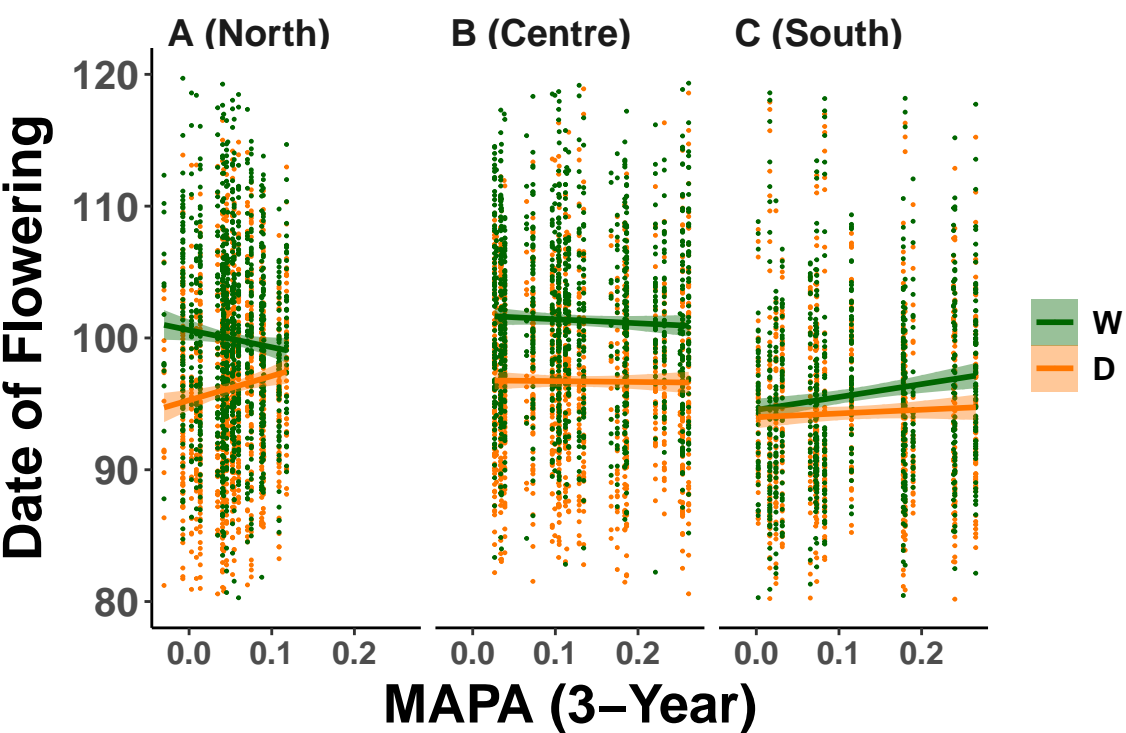 A (North) B (Centre) C (South)
Date of Flowering
120
110
100
90
80
0.0 0.1 0.2 0.0 0.1 0.2 0.0 0.1 0.2
MAPA (3–Year)
W
D